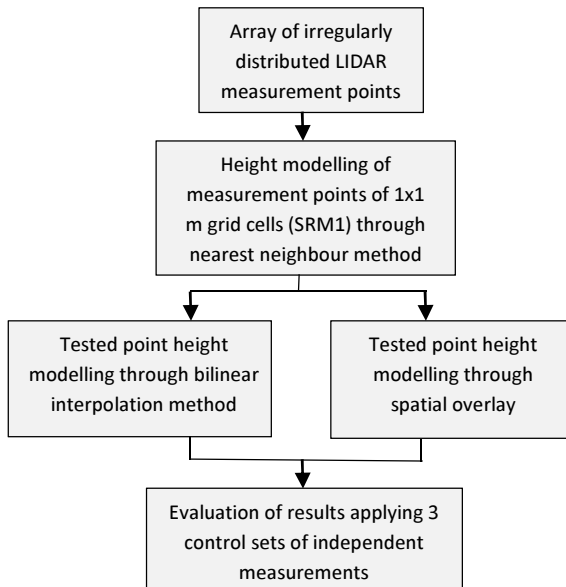 Array of irregularly
distributed LIDAR
measurement points
Height modelling of
measurement points of 1x1
m grid cells (SRM1) through
nearest neighbour method
Tested point height
modelling through bilinear
interpolation method
Tested point height
modelling through
spatial overlay
Evaluation of results applying 3
control sets of independent
measurements